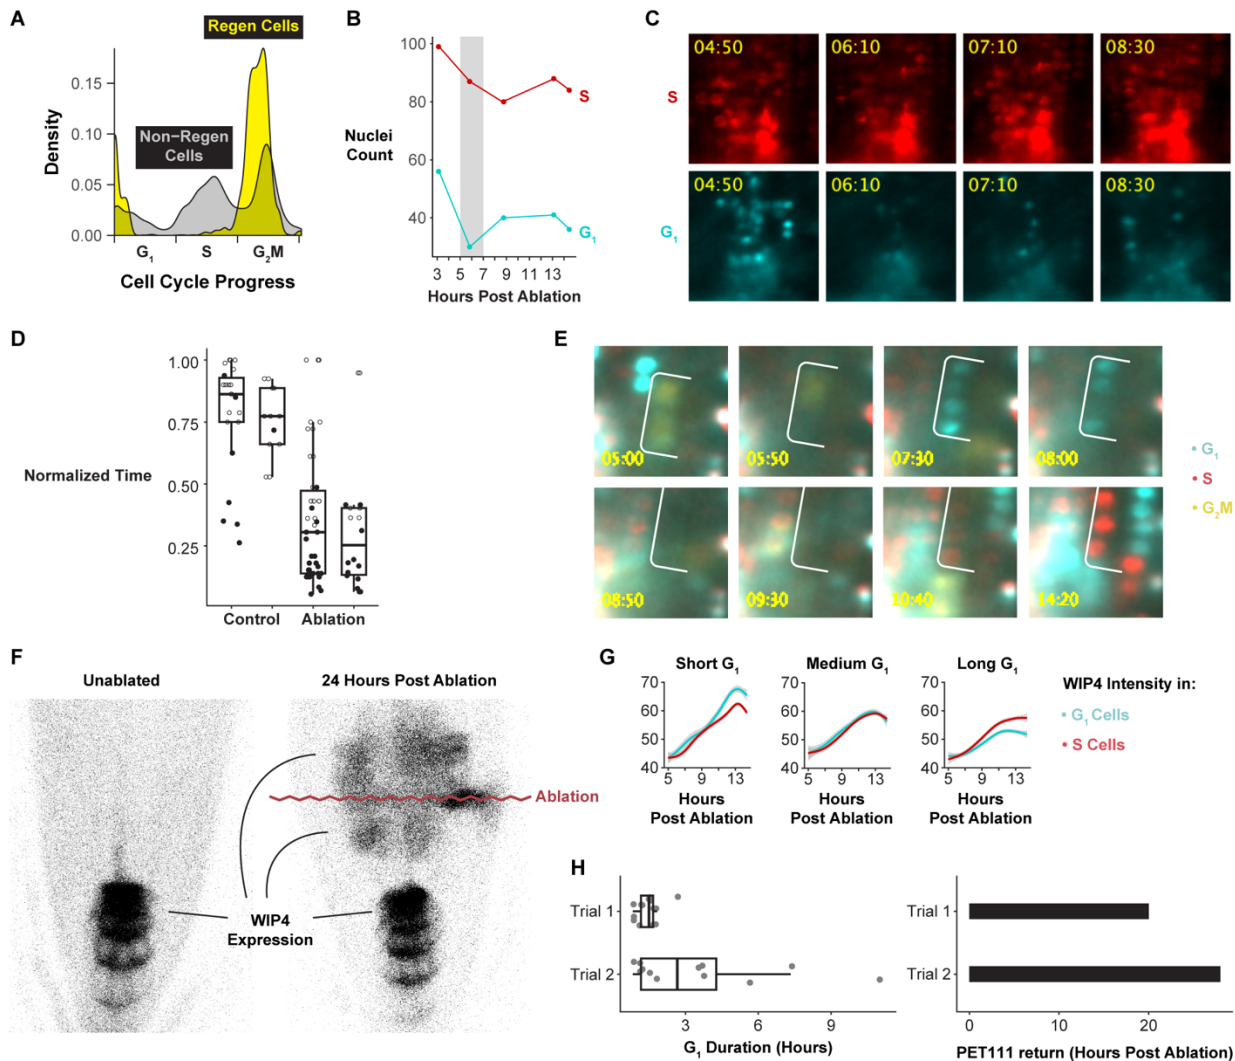 A
Regen Cells
Non-Regen
Cells
Density
0.15
0.10
0.05
0.00
G1
S
G2M
Cell Cycle Progress
B
100
80
60
40
Nuclei
Count
S
G1
3
5
7
9
11
13
Hours Post Ablation
C
S
04:50
06:10
07:10
08:30
G1
04:50
06:10
07:10
08:30
D
1.00
0.75
0.50
0.25
Normalized Time
Control
Ablation
E
05:00
05:50
07:30
08:00
08:50
09:30
10:40
14:20
G1
S
G2M
F
Unablated
24 Hours Post Ablation
Ablation
WIP4
Expression
G
Short G1
Medium G1
Long G1
70
60
50
40
5
9
13
Hours
Post Ablation
70
60
50
40
5
9
13
Hours
Post Ablation
70
60
50
40
5
9
13
Hours
Post Ablation
WIP4 Intensity in:
G1 Cells
S Cells
H
Trial 1
Trial 2
3
6
9
G1 Duration (Hours)
Trial 1
Trial 2
0
20
PET111 return (Hours Post Ablation)